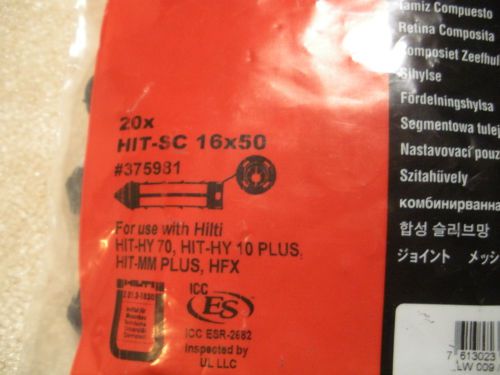 20x
HIT-SC 16x50
#375981
For use with Hilti
HIT-HY 70, HIT-HY 10 PLUS,
HIT-MM PLUS, HFX
HILTI
ICC
ES
ICC ESR-2682
Inspected by
UL LLC
Tamiz Compuesto
Retina Composita
Composiet Zeefhul
Sihylse
Fördelningshylsa
Segmentowa tulej
Nastavovací pouz
Szitahüvely
комбинированна
합성 슬리브망
ジョイント メッシ
7 613023
LW 009